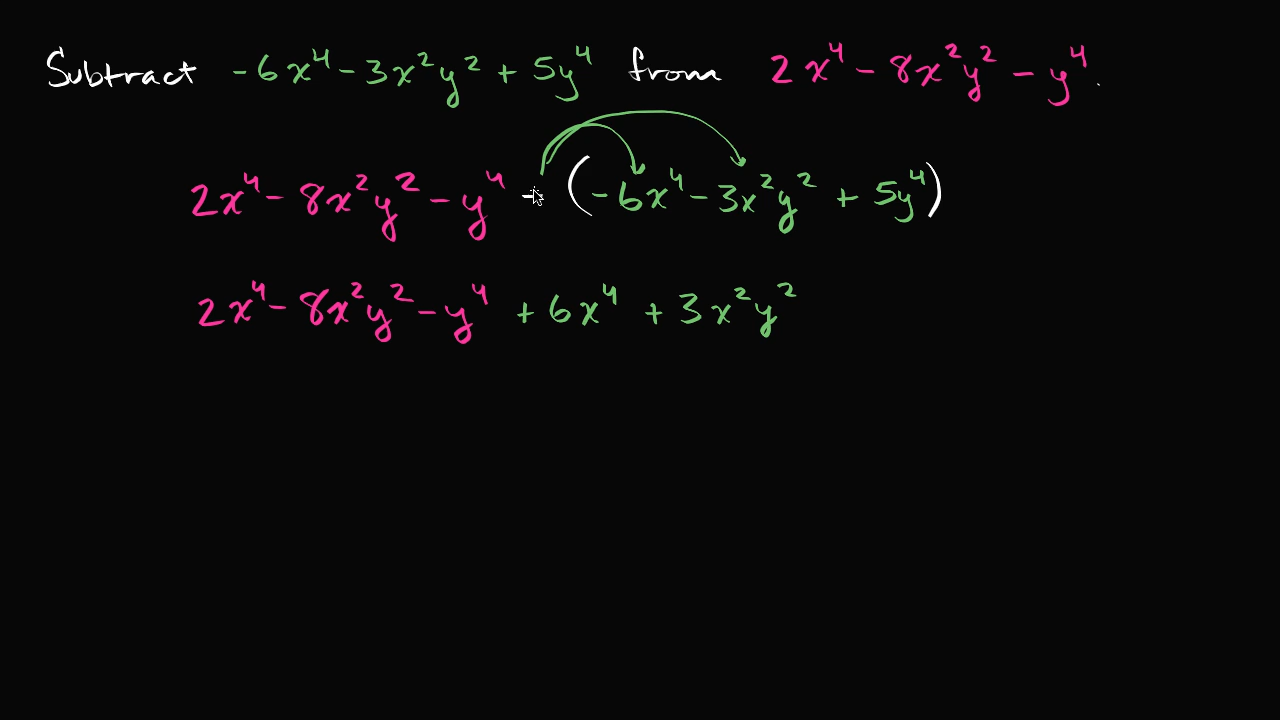 Subtract -6x⁴ - 3x²y² + 5y⁴ from 2x⁴ - 8x²y² - y⁴.
2x⁴ - 8x²y² - y⁴ - (-6x⁴ - 3x²y² + 5y⁴)
2x⁴ - 8x²y² - y⁴ + 6x⁴ + 3x²y²